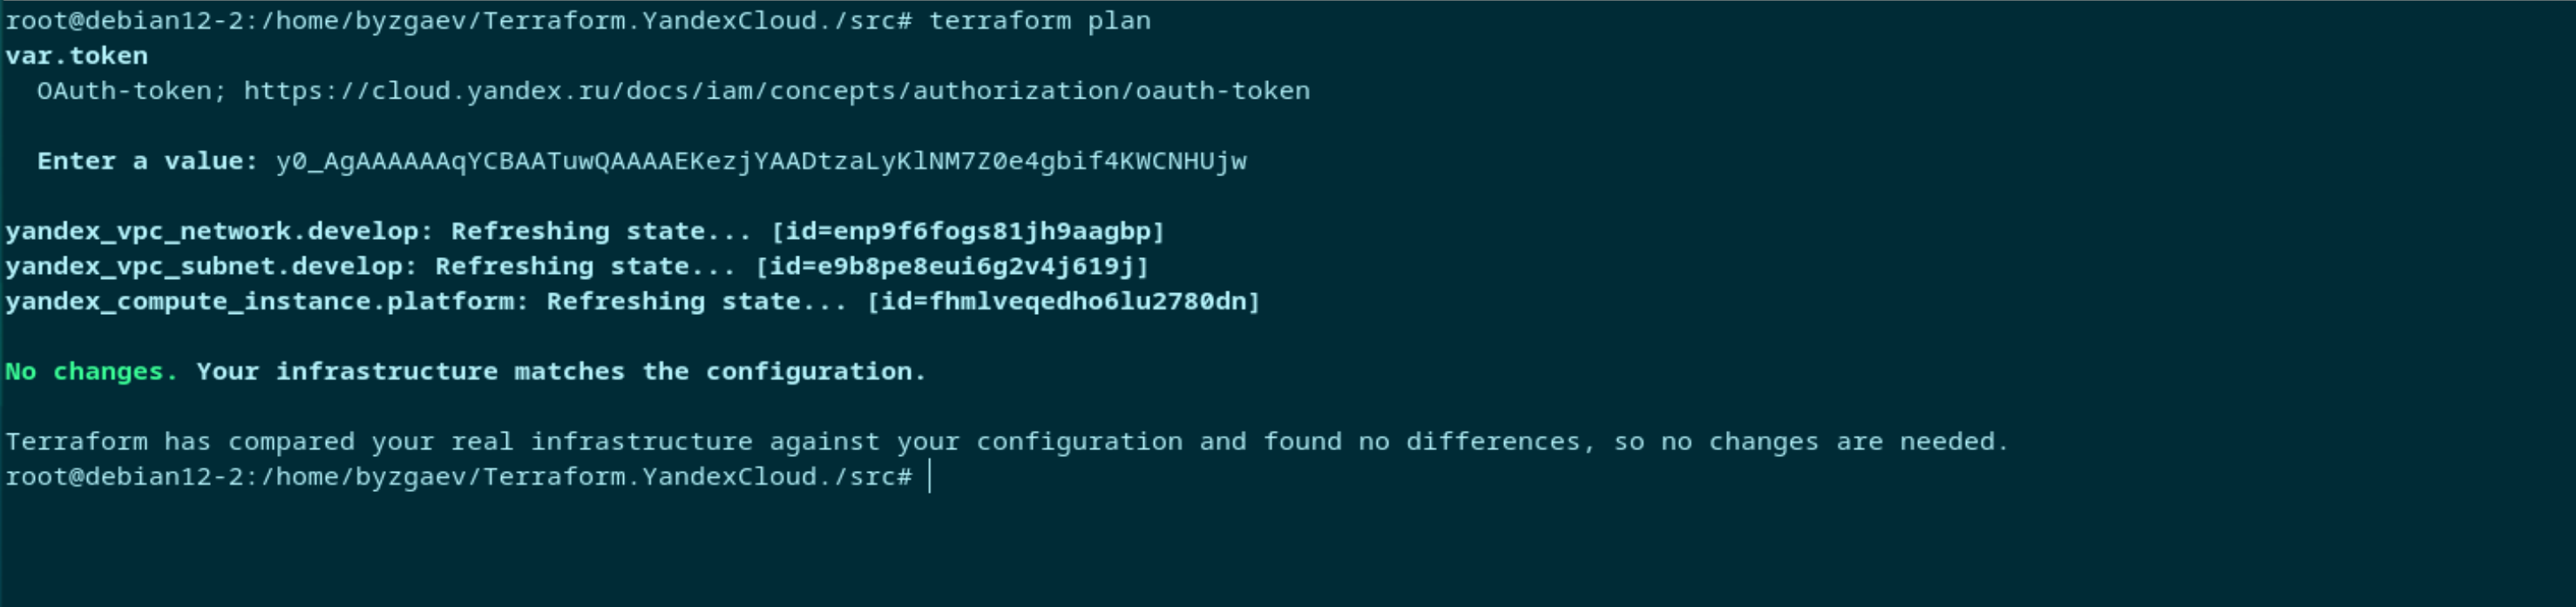 root@debian12-2:/home/byzgaev/Terraform.YandexCloud./src# terraform plan
var.token
OAuth-token; https://cloud.yandex.ru/docs/iam/concepts/authorization/oauth-token
Enter a value: y0_AgAAAAAAqYCBAATuwQAAAAEKezjYAADtzaLyKlNM7Z0e4gbif4KWCNHUjw
yandex_vpc_network.develop: Refreshing state... [id=enp9f6fogs81jh9aagbp]
yandex_vpc_subnet.develop: Refreshing state... [id=e9b8pe8eui6g2v4j619j]
yandex_compute_instance.platform: Refreshing state... [id=fhmlveqedho6lu2780dn]
No changes. Your infrastructure matches the configuration.
Terraform has compared your real infrastructure against your configuration and found no differences, so no changes are needed.
root@debian12-2:/home/byzgaev/Terraform.YandexCloud./src#